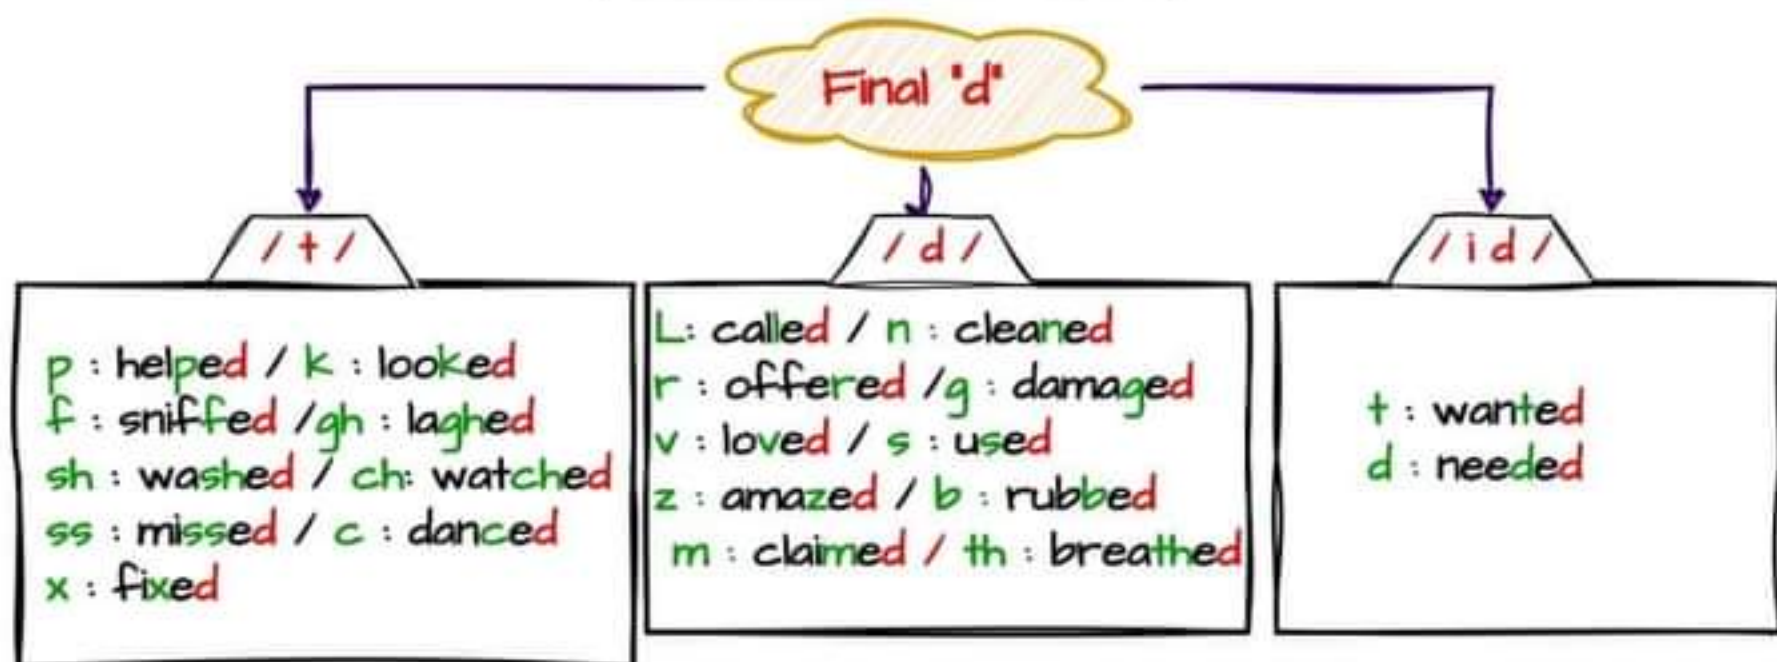 Final "d"
/ t /
p : helped / k : looked
f : sniffed /gh : laghed
sh : washed / ch: watched
ss : missed / c : danced
x : fixed
/ d /
L: called / n : cleaned
r : offered /g : damaged
v : loved / s : used
z : amazed / b : rubbed
m : claimed / th : breathed
/ i d /
t : wanted
d : needed